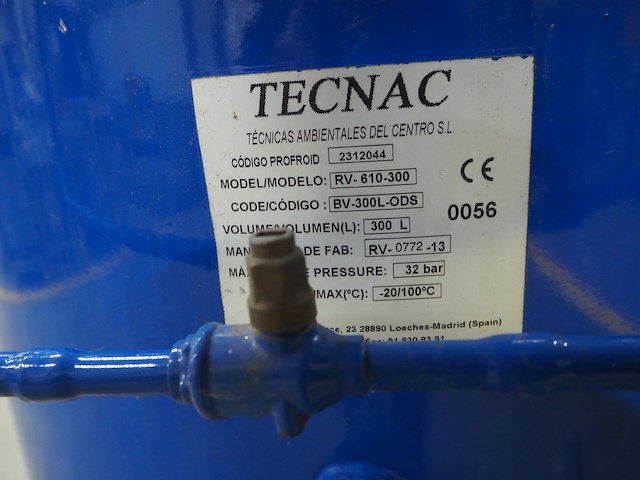 TECNAC
TÉCNICAS AMBIENTALES DEL CENTRO S.L
CÓDIGO PROFROID 2312044
MODEL/MODELO: RV- 610-300
CODE/CÓDIGO : BV-300L-ODS
CE
0056
VOLUME/VOLUMEN(L): 300 L
DE FAB: RV- 0772 -13
PRESSURE: 32 bar
/MAX(ºC): -20/100ºC
, 23 28890 Loeches-Madrid (Spain)